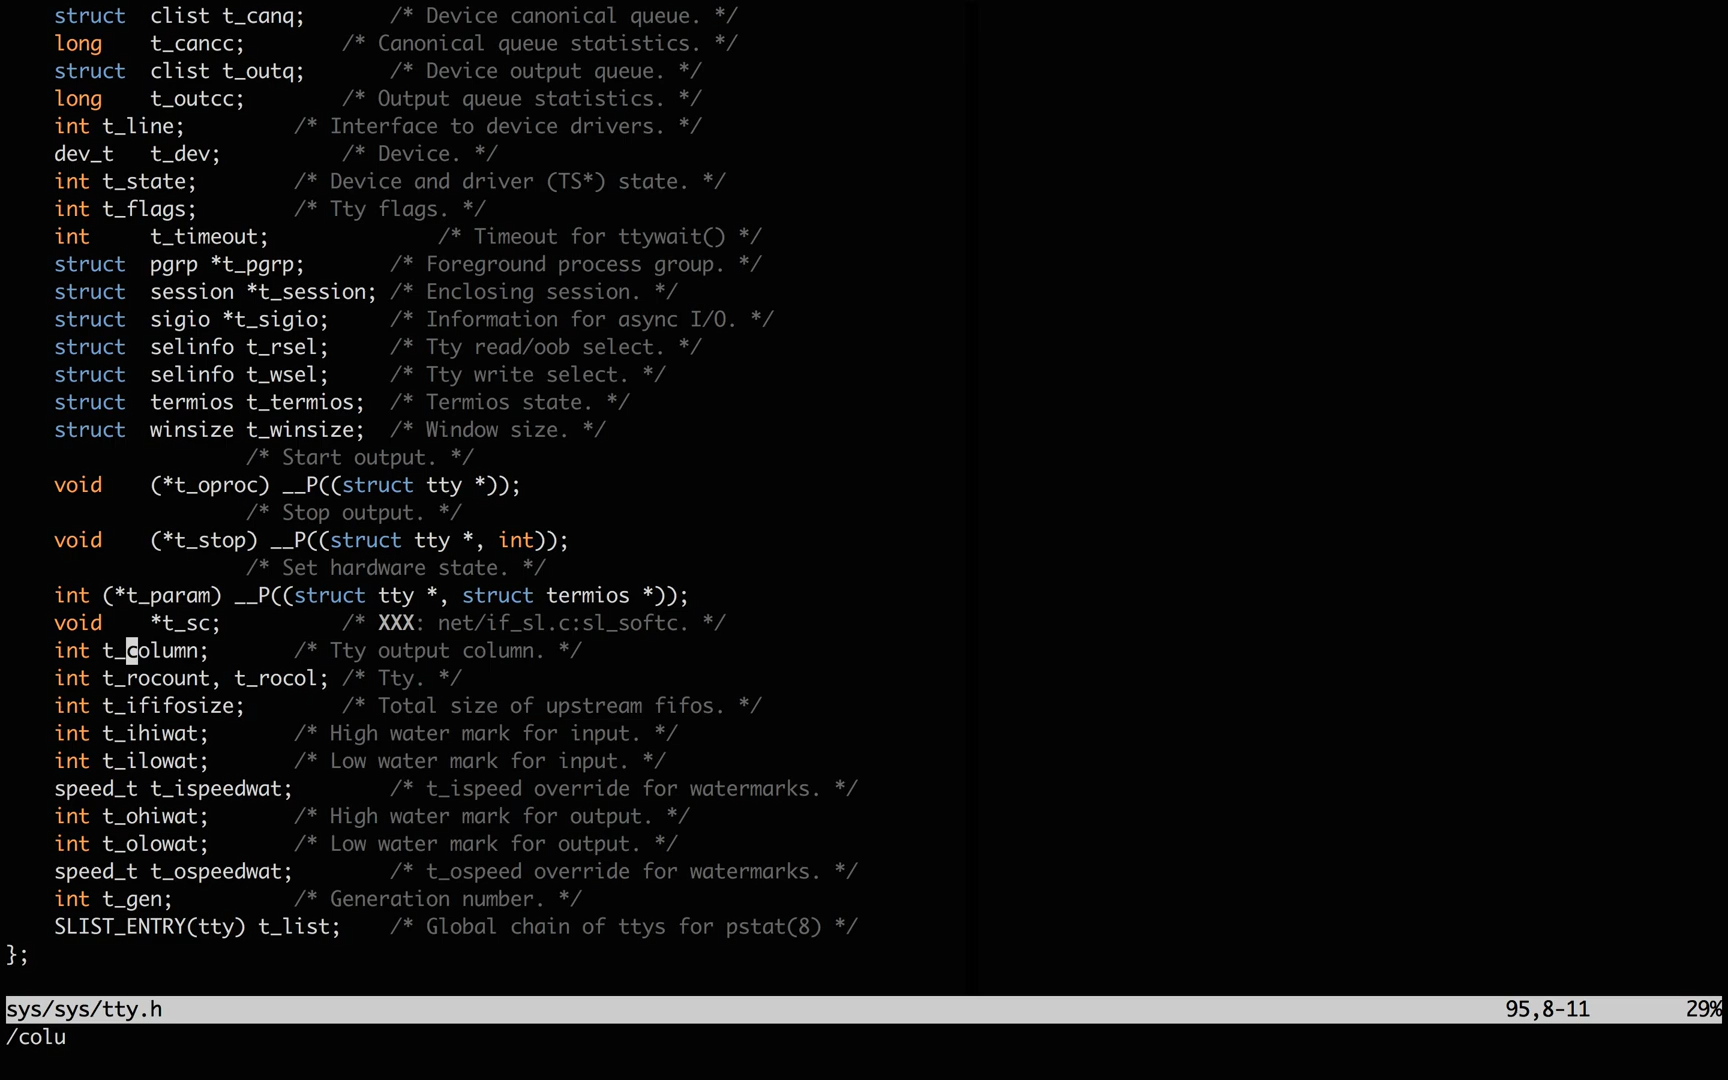 struct clist t_canq; /* Device canonical queue. */
long t_cancc; /* Canonical queue statistics. */
struct clist t_outq; /* Device output queue. */
long t_outcc; /* Output queue statistics. */
int t_line; /* Interface to device drivers. */
dev_t t_dev; /* Device. */
int t_state; /* Device and driver (TS*) state. */
int t_flags; /* Tty flags. */
int t_timeout; /* Timeout for ttywait() */
struct pgrp *t_pgrp; /* Foreground process group. */
struct session *t_session; /* Enclosing session. */
struct sigio *t_sigio; /* Information for async I/O. */
struct selinfo t_rsel; /* Tty read/oob select. */
struct selinfo t_wsel; /* Tty write select. */
struct termios t_termios; /* Termios state. */
struct winsize t_winsize; /* Window size. */
/* Start output. */
void (*t_oproc) __P((struct tty *));
/* Stop output. */
void (*t_stop) __P((struct tty *, int));
/* Set hardware state. */
int (*t_param) __P((struct tty *, struct termios *));
void *t_sc; /* XXX: net/if_sl.c:sl_softc. */
int t_column; /* Tty output column. */
int t_rocount, t_rocol; /* Tty. */
int t_ififosize; /* Total size of upstream fifos. */
int t_ihiwat; /* High water mark for input. */
int t_ilowat; /* Low water mark for input. */
speed_t t_ispeedwat; /* t_ispeed override for watermarks. */
int t_ohiwat; /* High water mark for output. */
int t_olowat; /* Low water mark for output. */
speed_t t_ospeedwat; /* t_ospeed override for watermarks. */
int t_gen; /* Generation number. */
SLIST_ENTRY(tty) t_list; /* Global chain of ttys for pstat(8) */
};
sys/sys/tty.h 95,8-11 29%
/colu